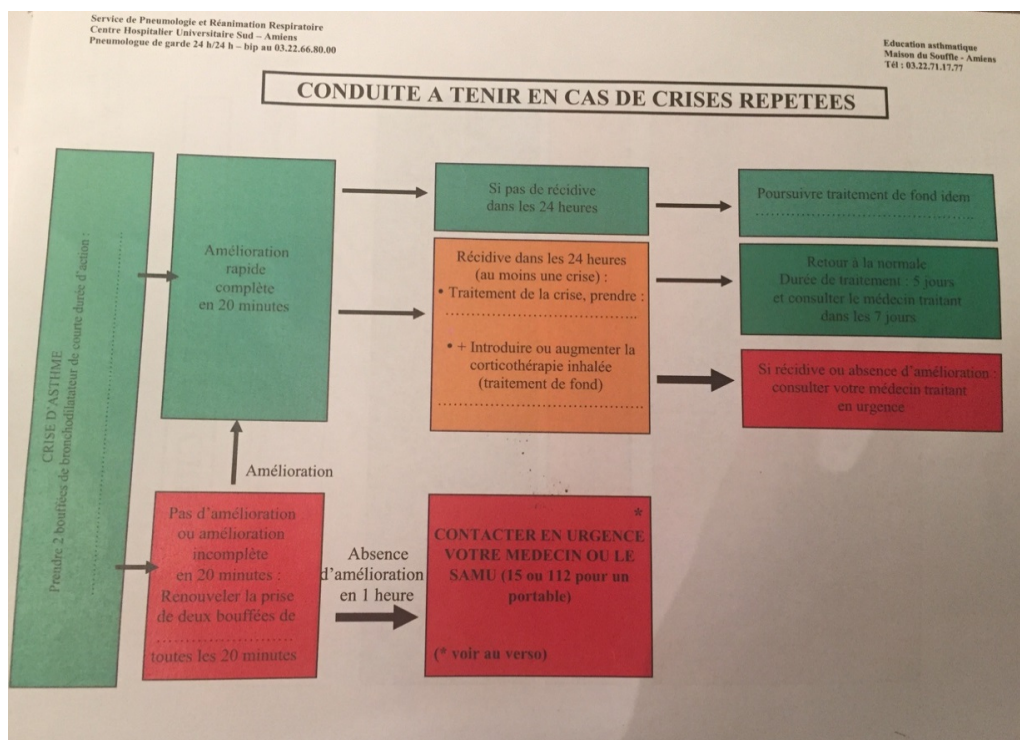 Service de Pneumologie et Réanimation Respiratoire
Centre Hospitalier Universitaire Sud – Amiens
Pneumologue de garde 24 h/24 h – bip au 03.22.66.80.00
Education asthmatique
Maison du Souffle - Amiens
Tél : 03.22.71.17.77
CONDUITE A TENIR EN CAS DE CRISES REPETEES
CRISE D'ASTHME
Prendre 2 bouffées de bronchodilatateur de courte durée d'action :
Amélioration
rapide
complète
en 20 minutes
Si pas de récidive
dans les 24 heures
Poursuivre traitement de fond idem
Récidive dans les 24 heures
(au moins une crise) :
• Traitement de la crise, prendre :
• + Introduire ou augmenter la
corticothérapie inhalée
(traitement de fond)
Retour à la normale
Durée de traitement : 5 jours
et consulter le médecin traitant
dans les 7 jours
Si récidive ou absence d'amélioration :
consulter votre médecin traitant
en urgence
Amélioration
Pas d'amélioration
ou amélioration
incomplète
en 20 minutes :
Renouveler la prise
de deux bouffées de
toutes les 20 minutes
Absence
d'amélioration
en 1 heure
*
CONTACTER EN URGENCE
VOTRE MEDECIN OU LE
SAMU (15 ou 112 pour un
portable)
(* voir au verso)